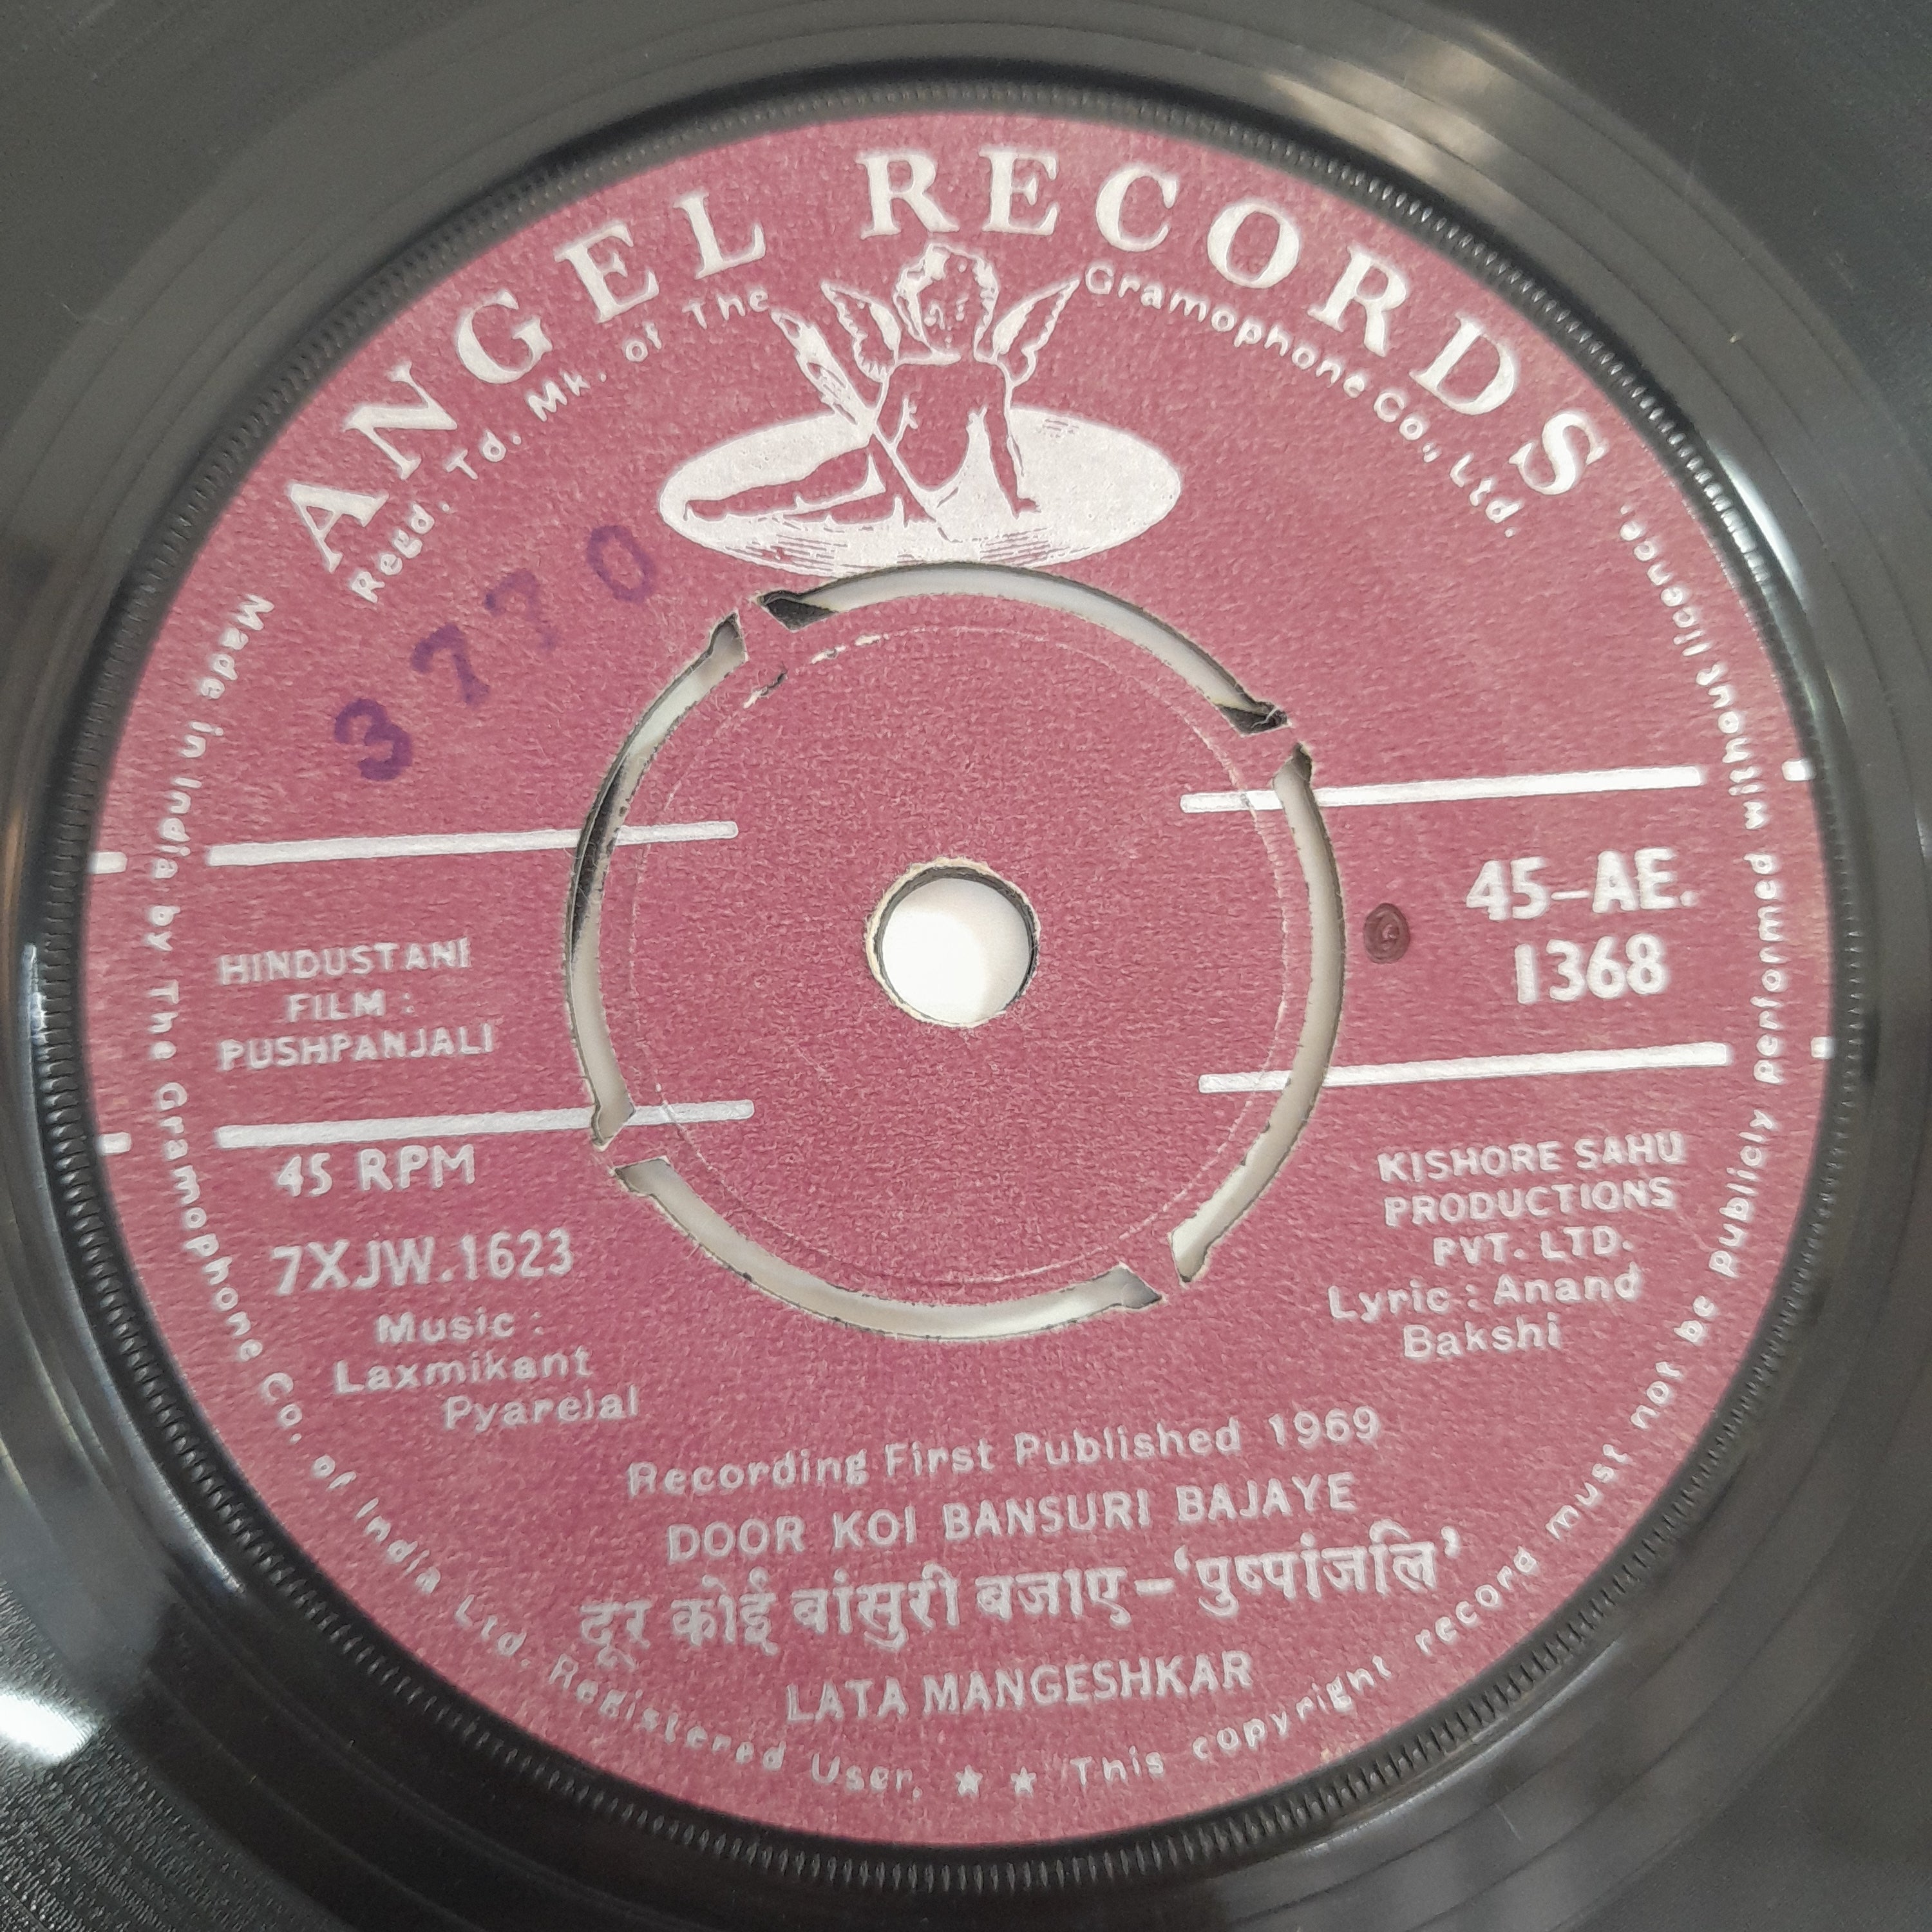 ANGEL RECORDS
Regd. Td. Mk. of The Gramophone Co., Ltd.
3770
45-AE.
1368
HINDUSTANI
FILM :
PUSHPANJALI
45 RPM
7XJW.1623
Music :
Laxmikant
Pyarelal
KISHORE SAHU
PRODUCTIONS
PVT. LTD.
Lyric : Anand
Bakshi
Recording First Published 1969
DOOR KOI BANSURI BAJAYE
दूर कोई बांसुरी बजाए–‘पुष्पांजलि’
LATA MANGESHKAR
Made in India by The Gramophone Co. of India Ltd. Registered User. ★ ★ This copyright record must not be publicly performed without licence.